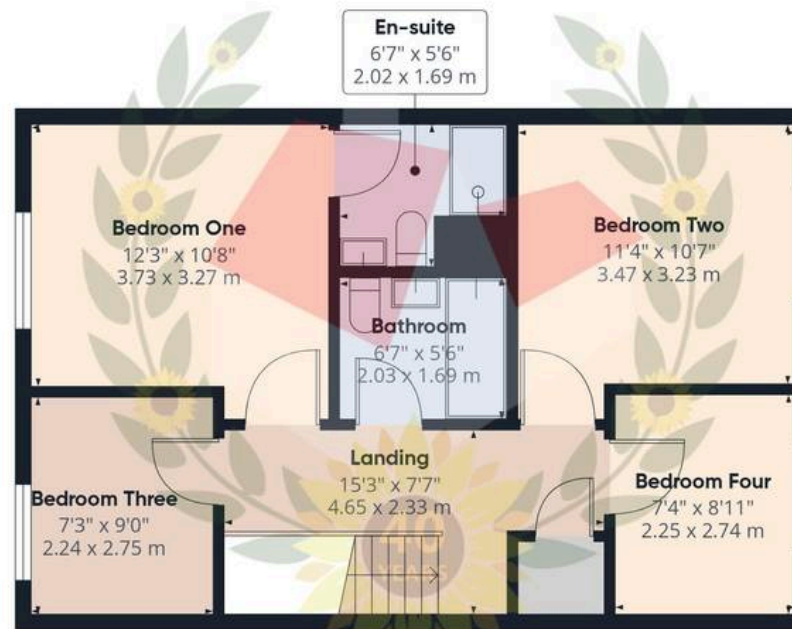 En-suite
6'7" x 5'6"
2.02 x 1.69 m
Bedroom One
12'3" x 10'8"
3.73 x 3.27 m
Bedroom Two
11'4" x 10'7"
3.47 x 3.23 m
Bathroom
6'7" x 5'6"
2.03 x 1.69 m
Landing
15'3" x 7'7"
4.65 x 2.33 m
Bedroom Three
7'3" x 9'0"
2.24 x 2.75 m
Bedroom Four
7'4" x 8'11"
2.25 x 2.74 m
40
YEARS